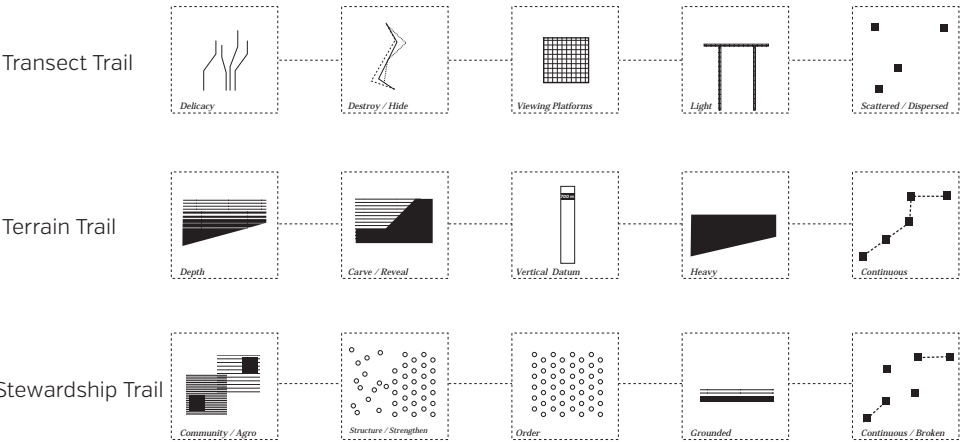 Transect Trail
Delicacy
Destroy / Hide
Viewing Platforms
Light
Scattered / Dispersed
Terrain Trail
700 m
Depth
Carve / Reveal
Vertical Datum
Heavy
Continuous
Stewardship Trail
Community / Agro
Structure / Strengthen
Order
Grounded
Continuous / Broken